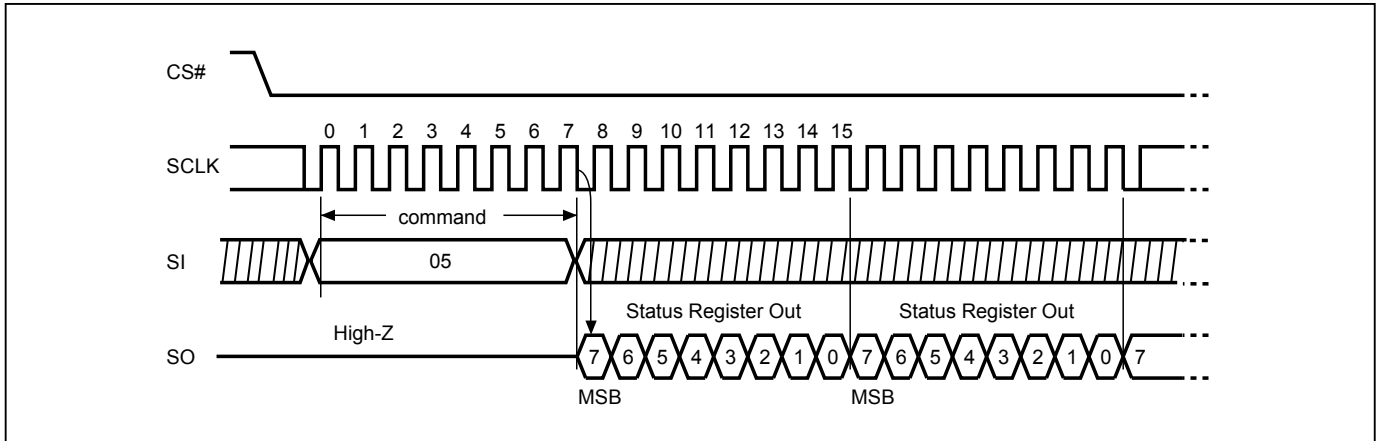 CS#
0 1 2 3 4 5 6 7 8 9 10 11 12 13 14 15
SCLK
command
SI
05
Status Register Out Status Register Out
High-Z
SO
7 6 5 4 3 2 1 0 7 6 5 4 3 2 1 0 7
MSB MSB